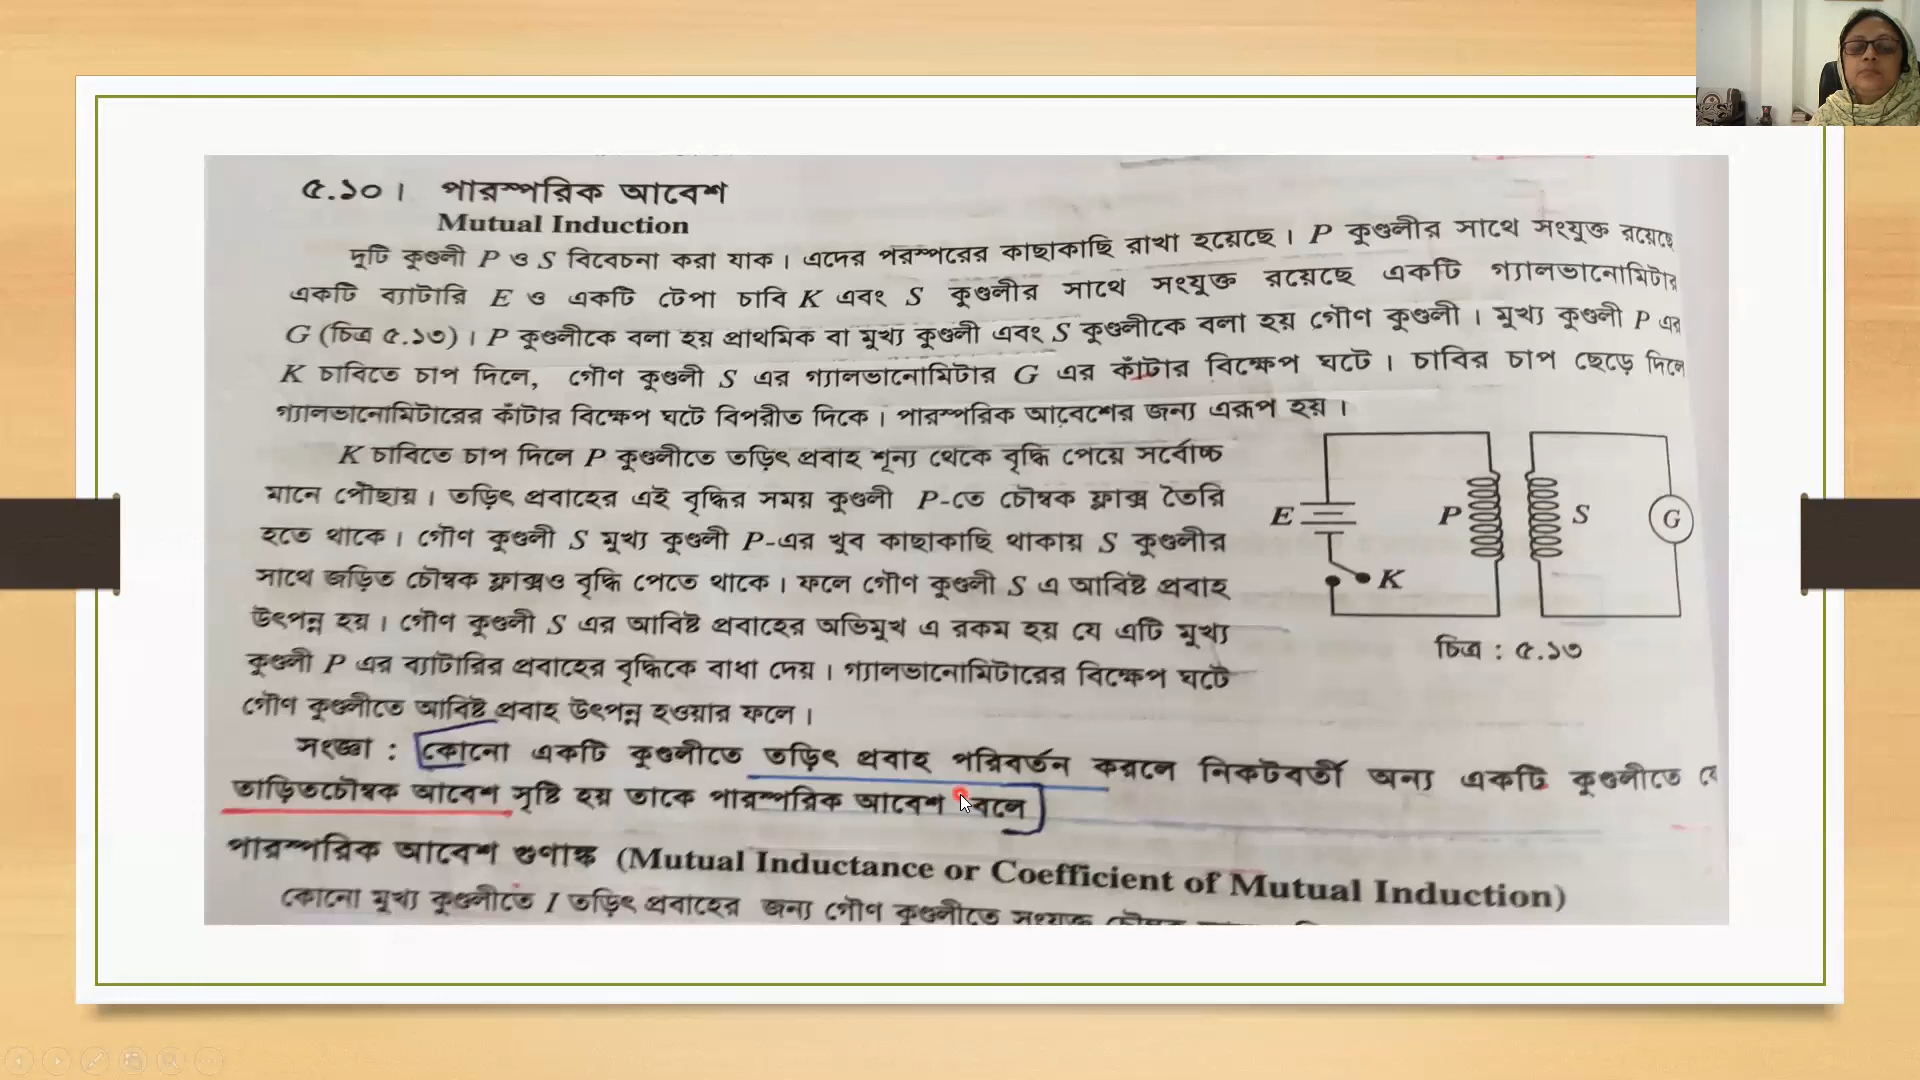 ৫.১০। পারস্পরিক আবেশ
Mutual Induction
দুটি কুণ্ডলী P ও S বিবেচনা করা যাক। এদের পরস্পরের কাছাকাছি রাখা হয়েছে। P কুণ্ডলীর সাথে সংযুক্ত রয়েছে
একটি ব্যাটারি E ও একটি টেপা চাবি K এবং S কুণ্ডলীর সাথে সংযুক্ত রয়েছে একটি গ্যালভানোমিটার
G (চিত্র ৫.১৩)। P কুণ্ডলীকে বলা হয় প্রাথমিক বা মুখ্য কুণ্ডলী এবং S কুণ্ডলীকে বলা হয় গৌণ কুণ্ডলী। মুখ্য কুণ্ডলী P এর
K চাবিতে চাপ দিলে, গৌণ কুণ্ডলী S এর গ্যালভানোমিটার G এর কাঁটার বিক্ষেপ ঘটে। চাবির চাপ ছেড়ে দিলে
গ্যালভানোমিটারের কাঁটার বিক্ষেপ ঘটে বিপরীত দিকে। পারস্পরিক আবেশের জন্য এরূপ হয়।
K চাবিতে চাপ দিলে P কুণ্ডলীতে তড়িৎ প্রবাহ শূন্য থেকে বৃদ্ধি পেয়ে সর্বোচ্চ
মানে পৌছায়। তড়িৎ প্রবাহের এই বৃদ্ধির সময় কুণ্ডলী P-তে চৌম্বক ফ্লাক্স তৈরি
হতে থাকে। গৌণ কুণ্ডলী S মুখ্য কুণ্ডলী P-এর খুব কাছাকাছি থাকায় S কুণ্ডলীর
সাথে জড়িত চৌম্বক ফ্লাক্সও বৃদ্ধি পেতে থাকে। ফলে গৌণ কুণ্ডলী S এ আবিষ্ট প্রবাহ
উৎপন্ন হয়। গৌণ কুণ্ডলী S এর আবিষ্ট প্রবাহের অভিমুখ এ রকম হয় যে এটি মুখ্য
কুণ্ডলী P এর ব্যাটারির প্রবাহের বৃদ্ধিকে বাধা দেয়। গ্যালভানোমিটারের বিক্ষেপ ঘটে
গৌণ কুণ্ডলীতে আবিষ্ট প্রবাহ উৎপন্ন হওয়ার ফলে।
E
P
S
G
K
চিত্র : ৫.১৩
সংজ্ঞা : কোনো একটি কুণ্ডলীতে তড়িৎ প্রবাহ পরিবর্তন করলে নিকটবর্তী অন্য একটি কুণ্ডলীতে
তাড়িতচৌম্বক আবেশ সৃষ্টি হয় তাকে পারস্পরিক আবেশ বলে
পারস্পরিক আবেশ গুণাঙ্ক (Mutual Inductance or Coefficient of Mutual Induction)
কোনো মুখ্য কুণ্ডলীতে I তড়িৎ প্রবাহের জন্য গৌণ কুণ্ডলীতে